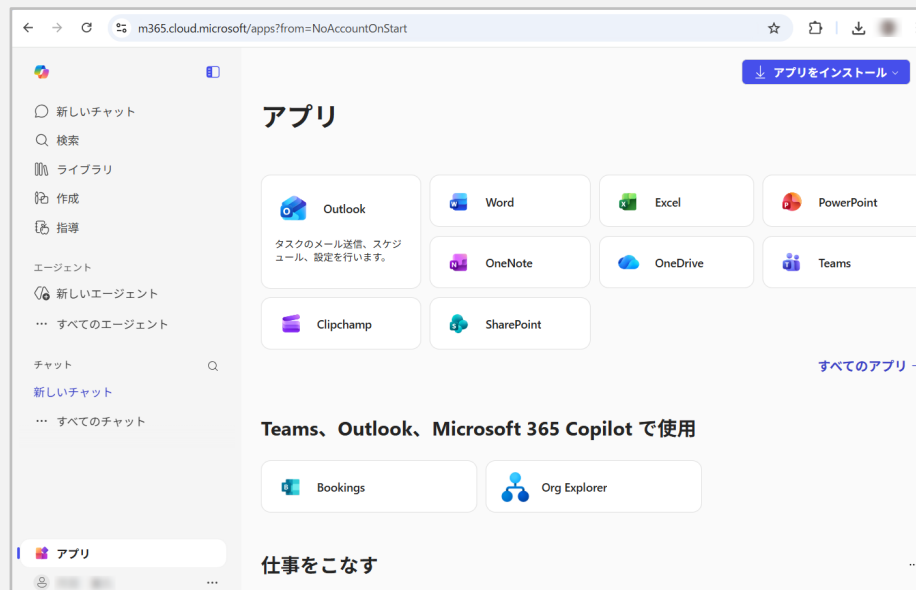 m365.cloud.microsoft/apps?from=NoAccountOnStart
新しいチャット
検索
ライブラリ
作成
指導
エージェント
新しいエージェント
すべてのエージェント
チャット
新しいチャット
すべてのチャット
アプリ
アプリをインストール
アプリ
Outlook
タスクのメール送信、スケジ
ュール、設定を行います。
Word
Excel
PowerPoint
OneNote
OneDrive
Teams
Clipchamp
SharePoint
すべてのアプリ
Teams、Outlook、Microsoft 365 Copilot で使用
Bookings
Org Explorer
仕事をこなす